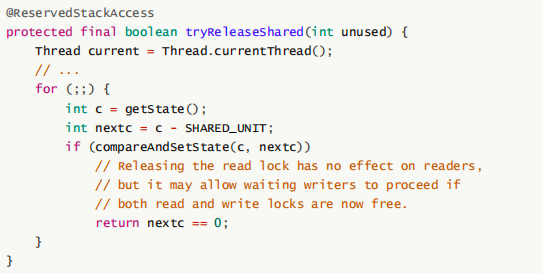 @ReservedStackAccess
protected final boolean tryReleaseShared(int unused) {
    Thread current = Thread.currentThread();
    // ...
    for (;;) {
        int c = getState();
        int nextc = c - SHARED_UNIT;
        if (compareAndSetState(c, nextc))
            // Releasing the read lock has no effect on readers,
            // but it may allow waiting writers to proceed if
            // both read and write locks are now free.
            return nextc == 0;
    }
}